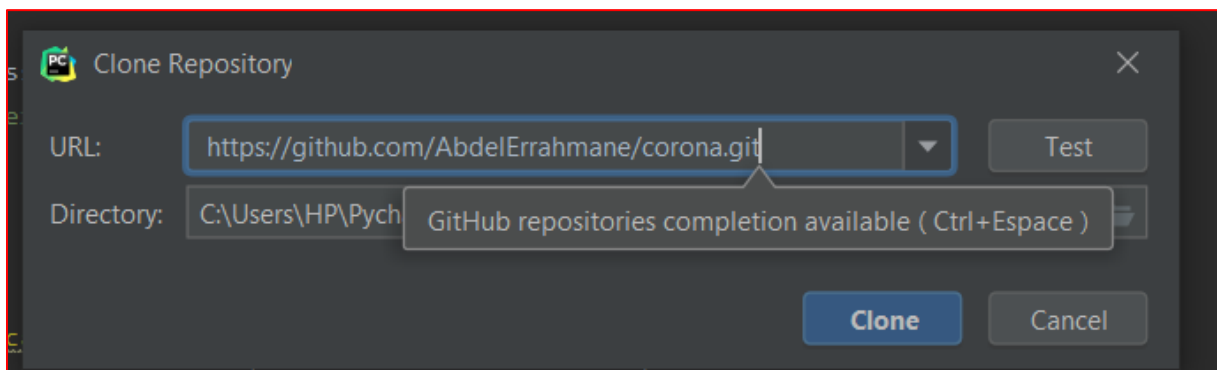 PC Clone Repository
URL: https://github.com/AbdelErrahmane/corona.git Test
Directory: C:\Users\HP\Pych
GitHub repositories completion available ( Ctrl+Espace )
Clone Cancel